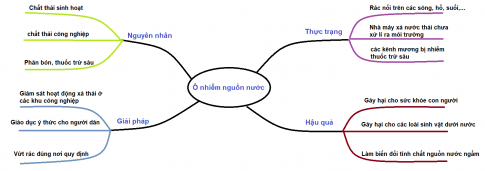 Chất thải sinh hoạt
chất thải công nghiệp
Phân bón, thuốc trừ sâu
Nguyên nhân
Thực trạng
Rác nổi trên các sông, hồ, suối,...
Nhà máy xả nước thải chưa
xử lí ra môi trường
các kênh mương bị nhiễm
thuốc trừ sâu
Ô nhiễm nguồn nước
Giám sát hoạt động xả thải ở
các khu công nghiệp
Giáo dục ý thức cho người dân
Vứt rác đúng nơi quy định
Giải pháp
Hậu quả
Gây hại cho sức khỏe con người
Gây hại cho các loài sinh vật dưới nước
Làm biến đổi tính chất nguồn nước ngầm